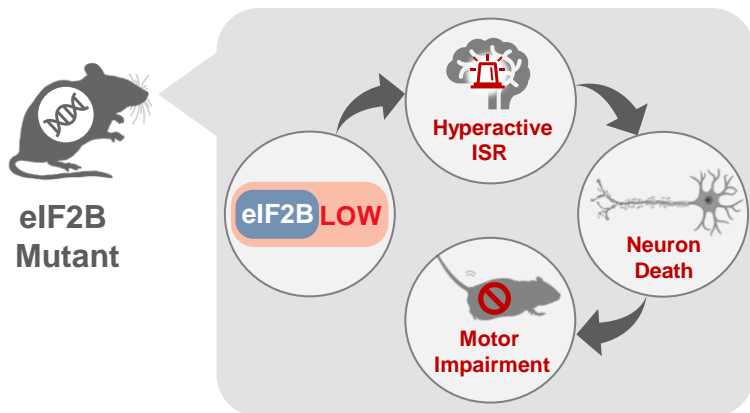 eIF2B
Mutant
eIF2B LOW
Hyperactive
ISR
Neuron
Death
Motor
Impairment